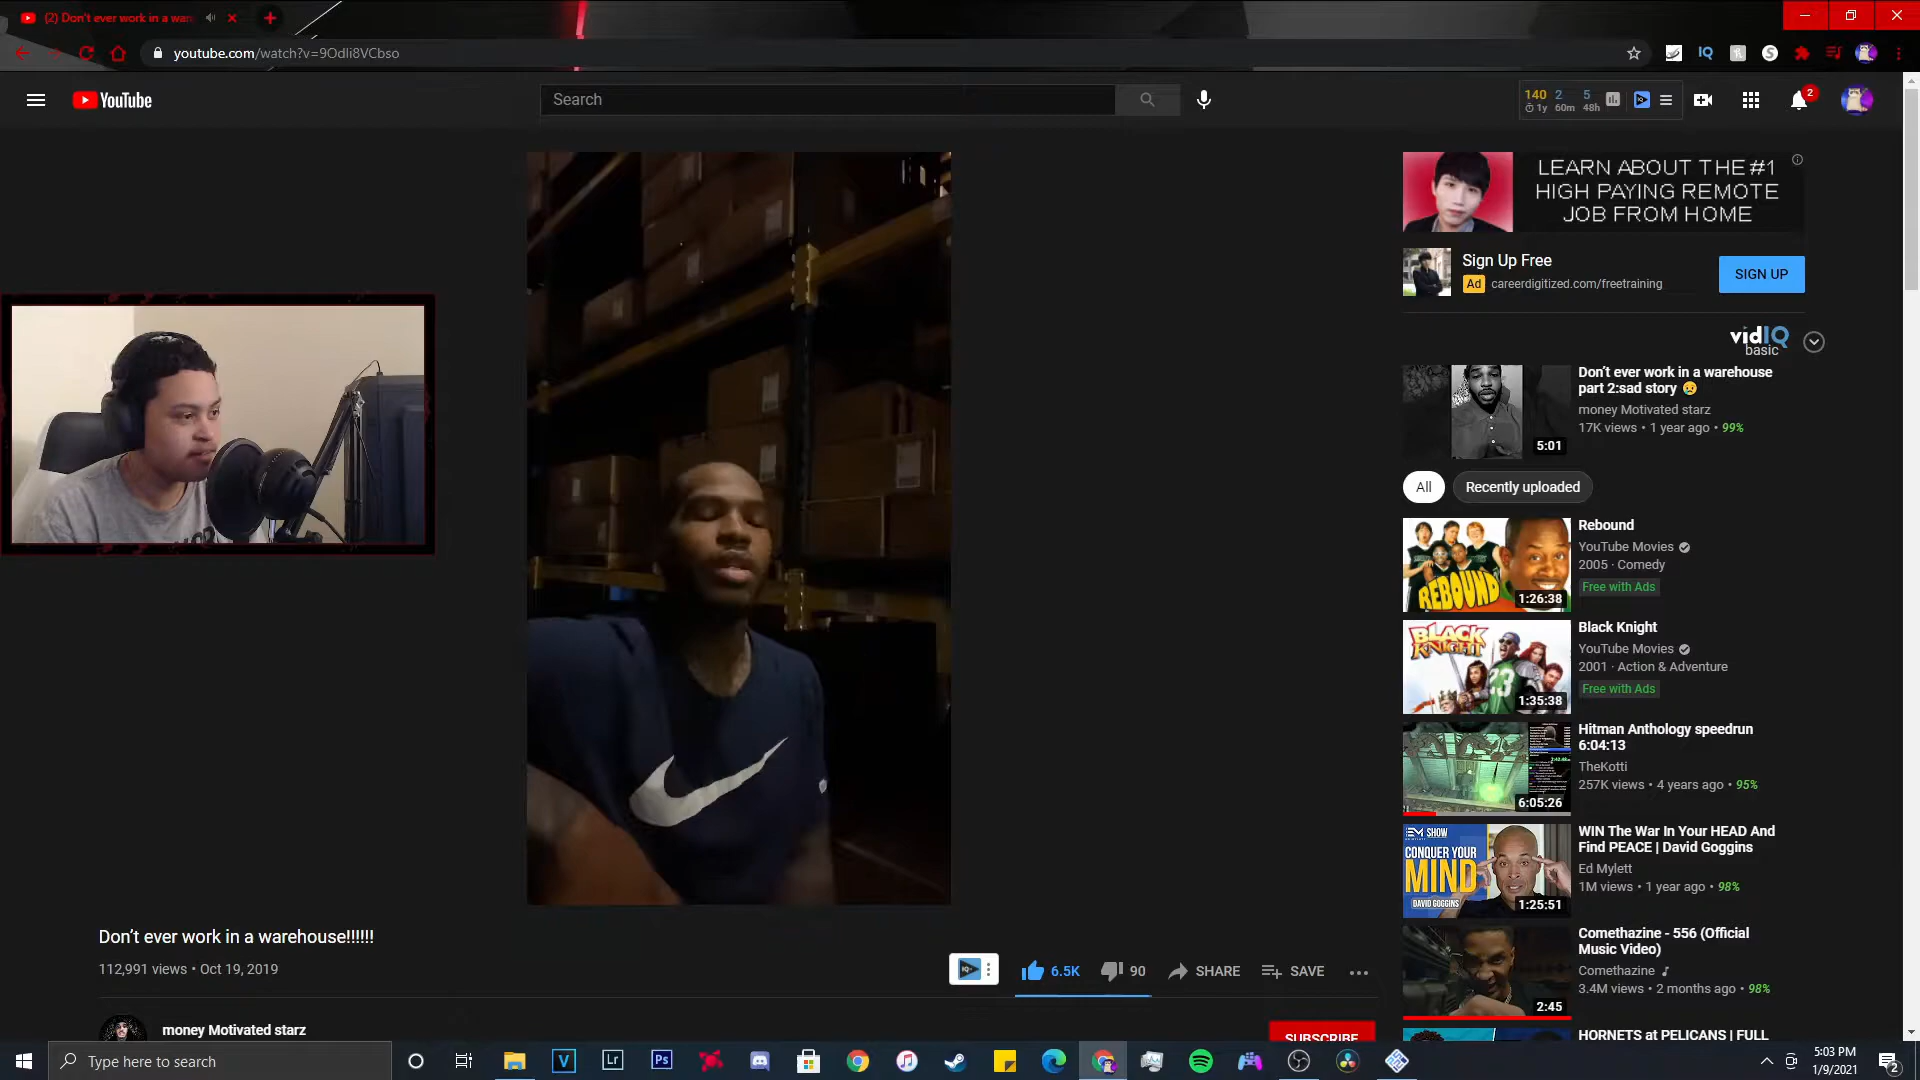 (2) Don't ever work in a war
youtube.com/watch?v=9Odli8VCbso
YouTube
Search
140 2 5
1y 60m 48h
2
LEARN ABOUT THE #1
HIGH PAYING REMOTE
JOB FROM HOME
Sign Up Free
Ad careerdigitized.com/freetraining
SIGN UP
vidIQ
basic
Don't ever work in a warehouse
part 2:sad story 😥
money Motivated starz
17K views • 1 year ago • 99%
5:01
All
Recently uploaded
Rebound
YouTube Movies
2005 · Comedy
Free with Ads
REBOUND
1:26:38
Black Knight
YouTube Movies
2001 · Action & Adventure
Free with Ads
BLACK
KNIGHT
23
1:35:38
Hitman Anthology speedrun
6:04:13
TheKotti
257K views • 4 years ago • 95%
6:05:26
WIN The War In Your HEAD And
Find PEACE | David Goggins
Ed Mylett
1M views • 1 year ago • 98%
EM SHOW
CONQUER YOUR
MIND
DAVID GOGGINS
1:25:51
Comethazine - 556 (Official
Music Video)
Comethazine
3.4M views • 2 months ago • 98%
2:45
HORNETS at PELICANS | FULL
Don't ever work in a warehouse!!!!!!
112,991 views • Oct 19, 2019
6.5K
90
SHARE
SAVE
money Motivated starz
SUBSCRIBE
Type here to search
V
Lr
Ps
5:03 PM
1/9/2021
2